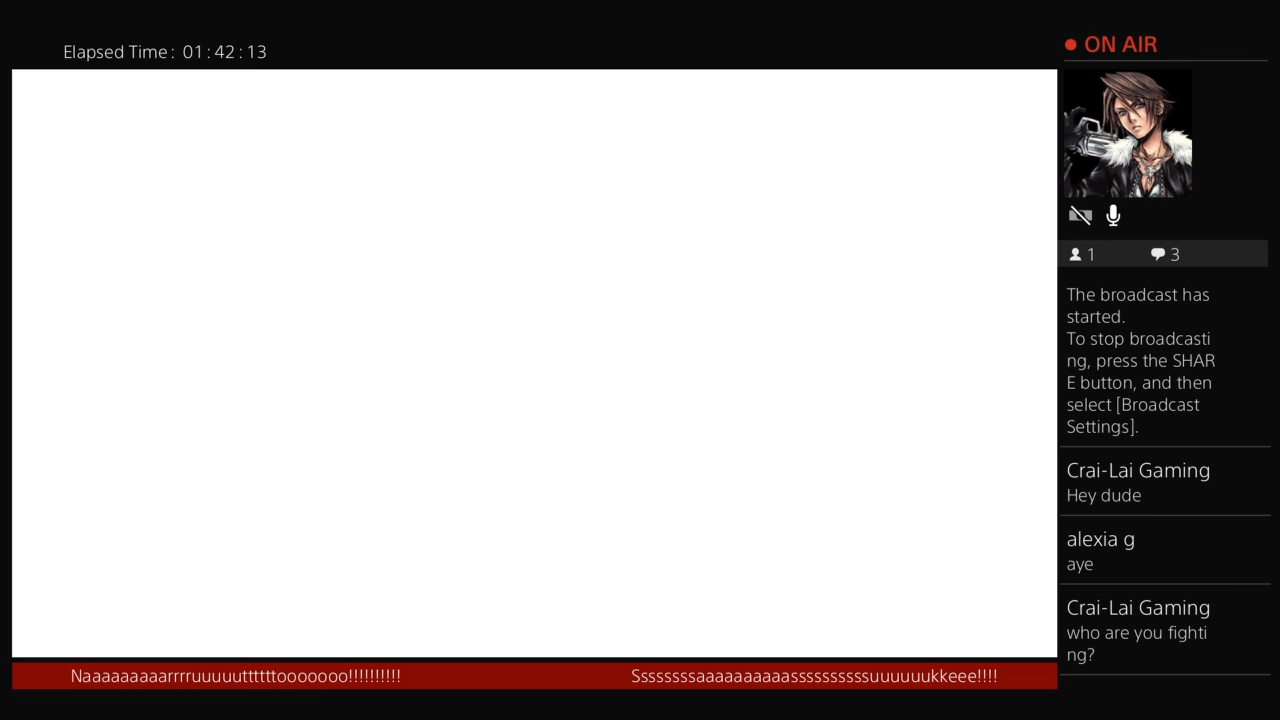 Elapsed Time: 01:42:13
ON AIR
1 3
The broadcast has
started.
To stop broadcasti
ng, press the SHAR
E button, and then
select [Broadcast
Settings].
Crai-Lai Gaming
Hey dude
alexia g
aye
Crai-Lai Gaming
who are you fighti
ng?
Naaaaaaaaarrrruuuuuttttttooooooo!!!!!!!!!! Ssssssssaaaaaaaaaaassssssssssuuuuuukkeee!!!!